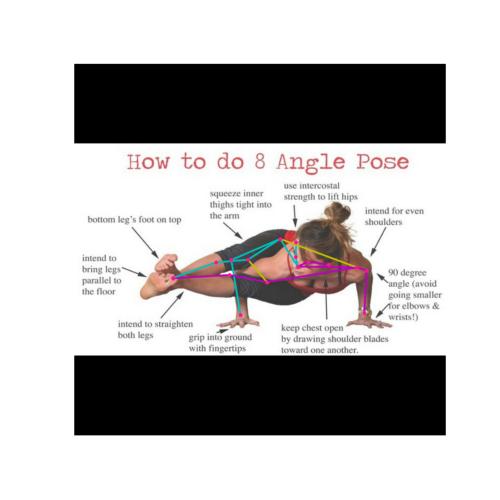 How to do 8 Angle Pose
use intercostal
strength to lift hips
squeeze inner
thighs tight into
the arm
intend for even
shoulders
bottom leg's foot on top
intend to
bring legs
parallel to
the floor
90 degree
angle (avoid
going smaller
for elbows &
wrists!)
intend to straighten
both legs
grip into ground
with fingertips
keep chest open
by drawing shoulder blades
toward one another.